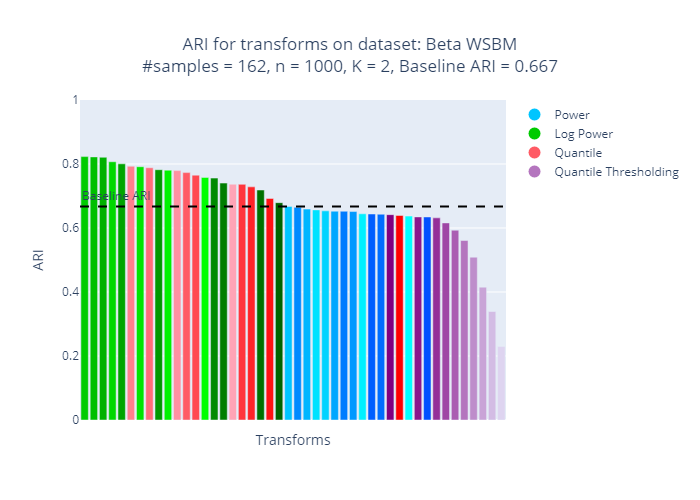 ARI for transforms on dataset: Beta WSBM
#samples = 162, n = 1000, K = 2, Baseline ARI = 0.667
1
0.8
0.6
0.4
0.2
0
ARI
Baseline ARI
Transforms
Power
Log Power
Quantile
Quantile Thresholding